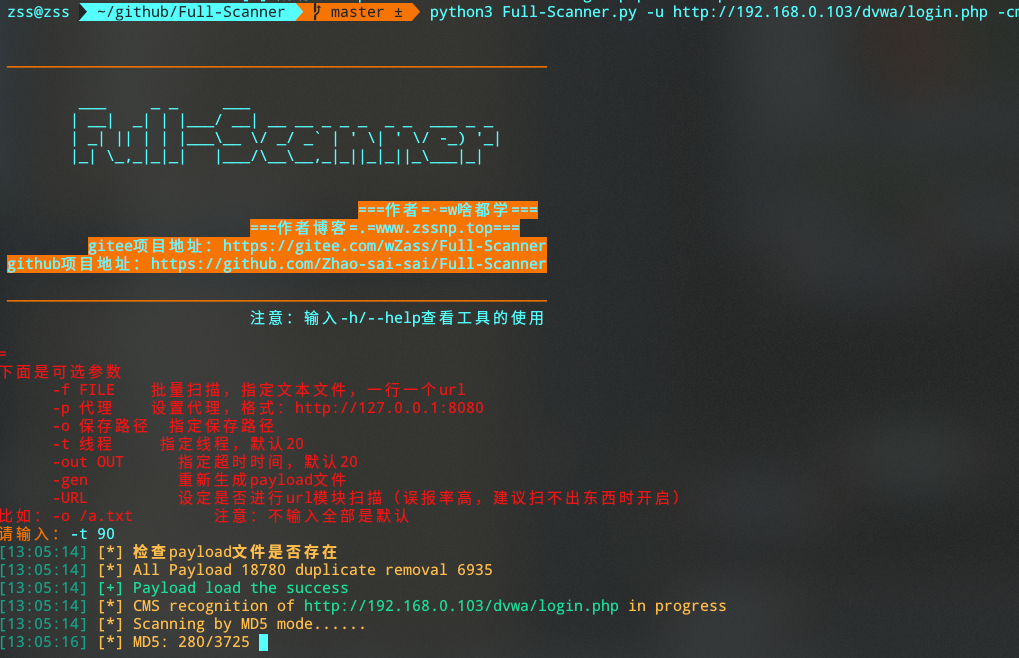 zss@zss ~/github/Full-Scanner master ± python3 Full-Scanner.py -u http://192.168.0.103/dvwa/login.php -cm
Full-Scanner
===作者=·=w啥都学===
===作者博客=.=www.zssnp.top===
gitee项目地址：https://gitee.com/wZass/Full-Scanner
github项目地址：https://github.com/Zhao-sai-sai/Full-Scanner
注意：输入-h/--help查看工具的使用
=
下面是可选参数
-f FILE 批量扫描，指定文本文件，一行一个url
-p 代理 设置代理，格式：http://127.0.0.1:8080
-o 保存路径 指定保存路径
-t 线程 指定线程，默认20
-out OUT 指定超时时间，默认20
-gen 重新生成payload文件
-URL 设定是否进行url模块扫描（误报率高，建议扫不出东西时开启）
比如：-o /a.txt 注意：不输入全部是默认
请输入：-t 90
[13:05:14] [*] 检查payload文件是否存在
[13:05:14] [*] All Payload 18780 duplicate removal 6935
[13:05:14] [+] Payload load the success
[13:05:14] [*] CMS recognition of http://192.168.0.103/dvwa/login.php in progress
[13:05:14] [*] Scanning by MD5 mode......
[13:05:16] [*] MD5: 280/3725